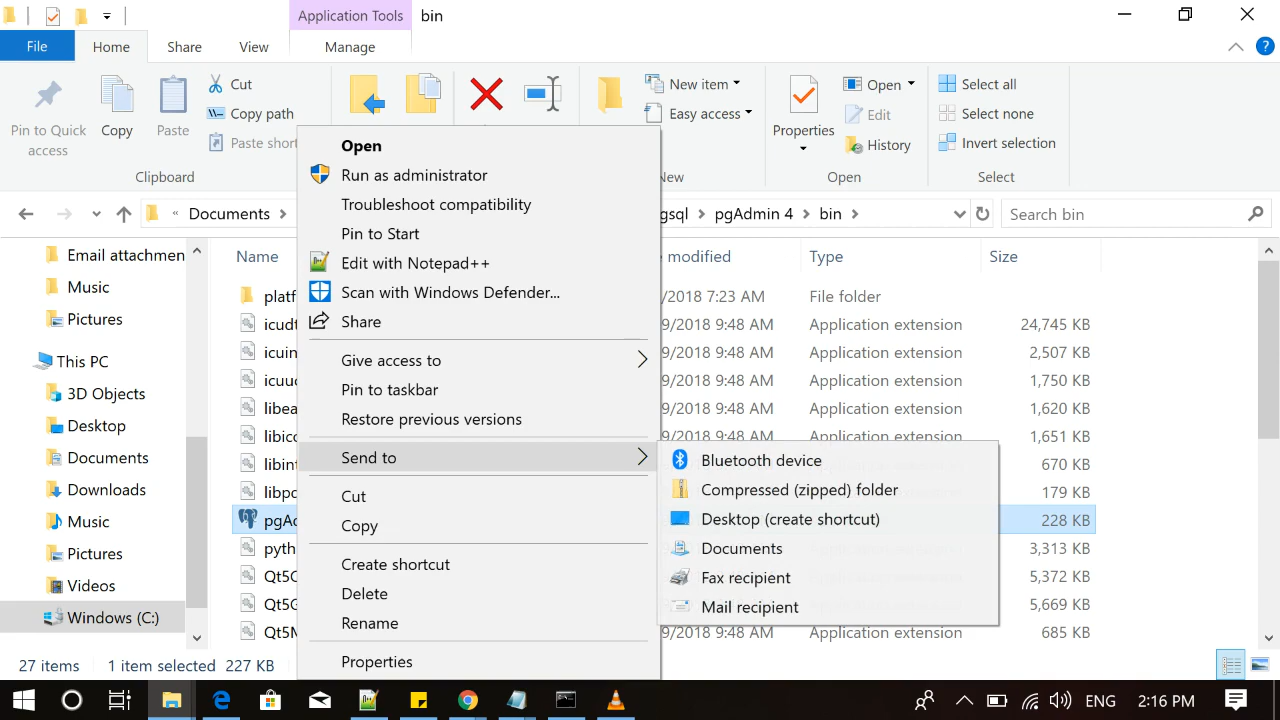 Application Tools bin
File Home Share View Manage
Pin to Quick access
Copy
Paste
Cut
Copy path
Paste short
Clipboard
New item
Easy access
New
Properties
Open
Edit
History
Open
Select all
Select none
Invert selection
Select
« Documents > gsql > pgAdmin 4 > bin >
Search bin
Name modified Type Size
Email attachmen
Music
Pictures
This PC
3D Objects
Desktop
Documents
Downloads
Music
Pictures
Videos
Windows (C:)
platf /2018 7:23 AM File folder
icudt 9/2018 9:48 AM Application extension 24,745 KB
icuin 9/2018 9:48 AM Application extension 2,507 KB
icuuc 9/2018 9:48 AM Application extension 1,750 KB
libea 9/2018 9:48 AM Application extension 1,620 KB
libico 9/2018 9:48 AM Application extension 1,651 KB
libint 670 KB
libpq 179 KB
pgAd 228 KB
pyth 3,313 KB
Qt5C 5,372 KB
Qt5G 5,669 KB
Qt5M 9/2018 9:48 AM Application extension 685 KB
Open
Run as administrator
Troubleshoot compatibility
Pin to Start
Edit with Notepad++
Scan with Windows Defender...
Share
Give access to
Pin to taskbar
Restore previous versions
Send to
Cut
Copy
Create shortcut
Delete
Rename
Properties
Bluetooth device
Compressed (zipped) folder
Desktop (create shortcut)
Documents
Fax recipient
Mail recipient
27 items 1 item selected 227 KB
ENG 2:16 PM